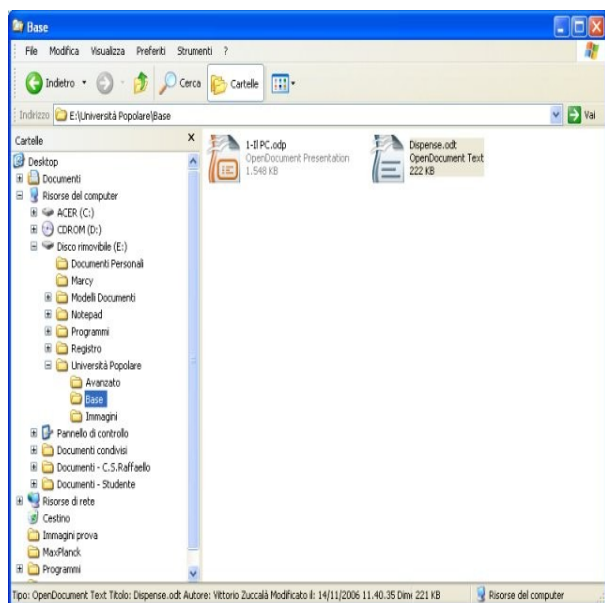 Base
File Modifica Visualizza Preferiti Strumenti ?
Indietro Cerca Cartelle
Indirizzo E:\Università Popolare\Base Vai
Cartelle X
Desktop
Documenti
Risorse del computer
ACER (C:)
CDROM (D:)
Disco rimovibile (E:)
Documenti Personali
Marcy
Modelli Documenti
Notepad
Programmi
Registro
Università Popolare
Avanzato
Base
Immagini
Pannello di controllo
Documenti condivisi
Documenti - C.S.Raffaello
Documenti - Studente
Risorse di rete
Cestino
Immagini prova
MaxPlanck
Programmi
1-Il PC.odp
OpenDocument Presentation
1.548 KB
Dispense.odt
OpenDocument Text
222 KB
Tipo: OpenDocument Text Titolo: Dispense.odt Autore: Vittorio Zuccalà Modificato il: 14/11/2006 11.40.35 Dim 221 KB Risorse del computer